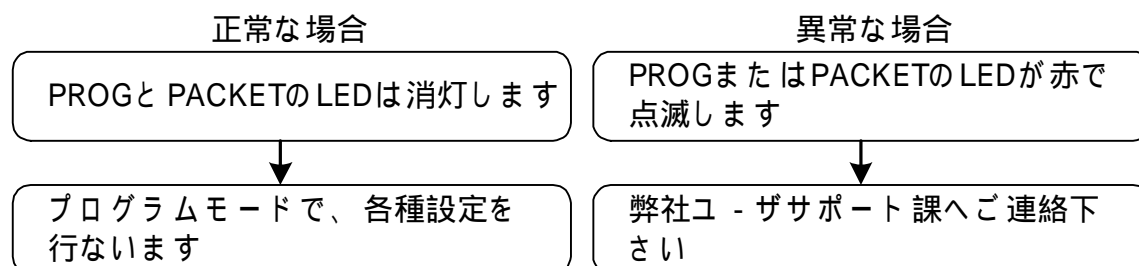 正常な場合
PROGとPACKETのLEDは消灯します
プログラムモードで、各種設定を
行ないます
異常な場合
PROGまたはPACKETのLEDが赤で
点滅します
弊社ユ-ザサポート課へご連絡下
さい